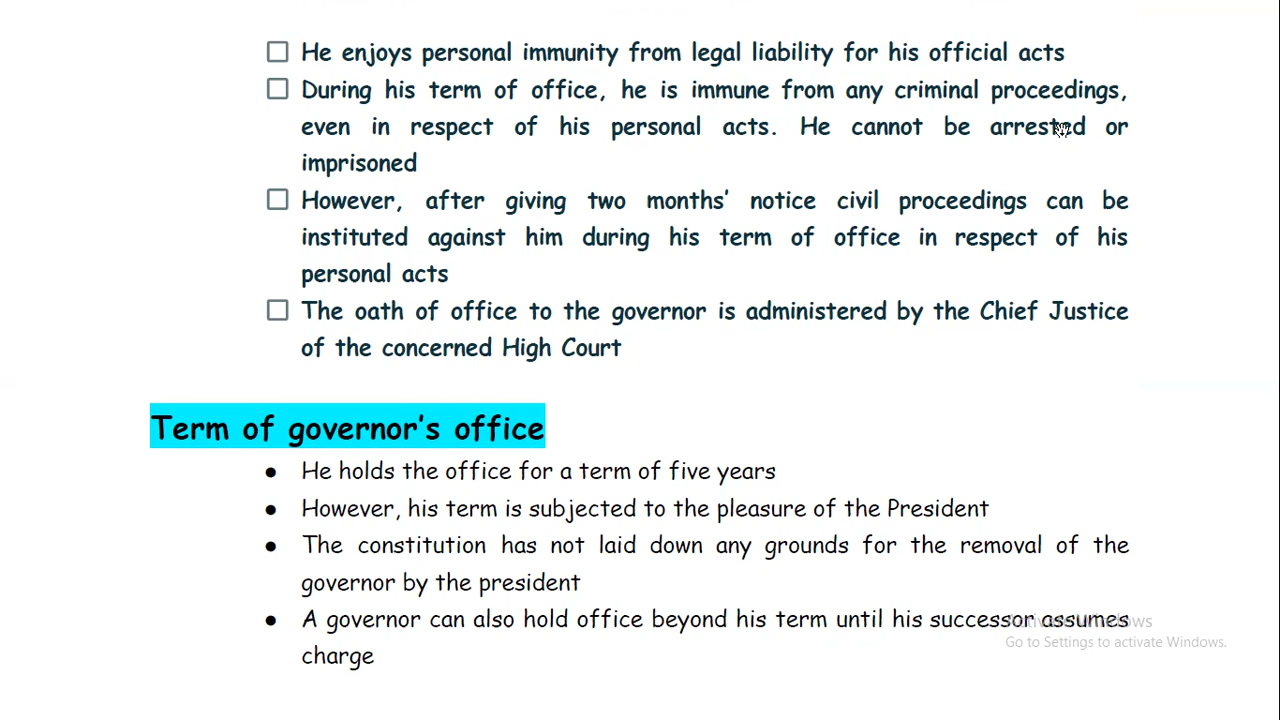 He enjoys personal immunity from legal liability for his official acts
During his term of office, he is immune from any criminal proceedings,
even in respect of his personal acts. He cannot be arrested or
imprisoned
However, after giving two months' notice civil proceedings can be
instituted against him during his term of office in respect of his
personal acts
The oath of office to the governor is administered by the Chief Justice
of the concerned High Court
Term of governor's office
He holds the office for a term of five years
However, his term is subjected to the pleasure of the President
The constitution has not laid down any grounds for the removal of the
governor by the president
A governor can also hold office beyond his term until his successor assumes
charge
Activate Windows
Go to Settings to activate Windows.